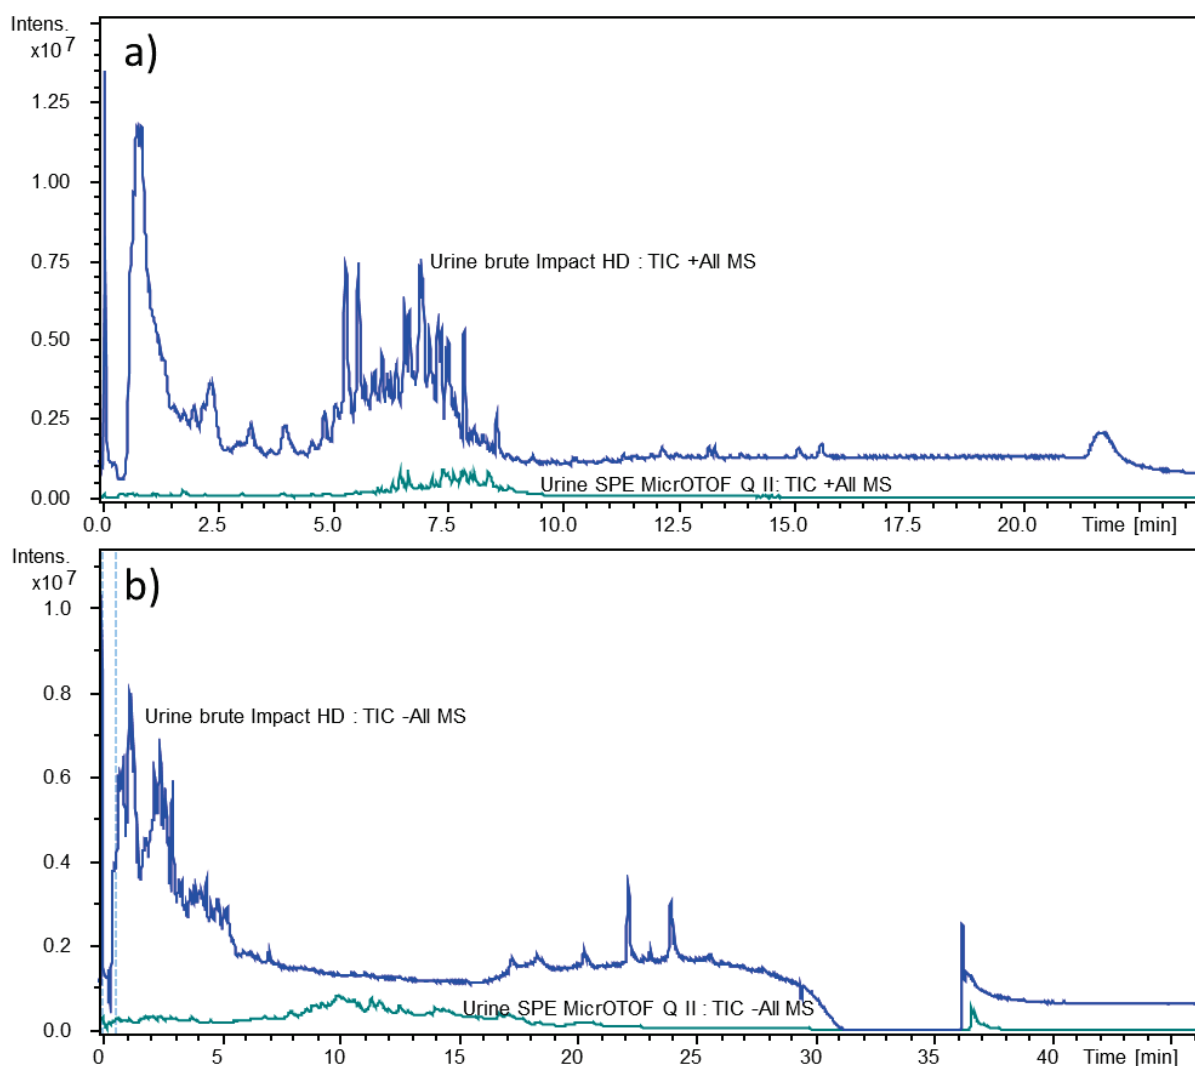 Intens.
x10⁷
a)
1.25
1.00
0.75
0.50
0.25
0.00
Urine brute Impact HD : TIC +All MS
Urine SPE MicrOTOF Q II: TIC +All MS
0.0 2.5 5.0 7.5 10.0 12.5 15.0 17.5 20.0 Time [min]
Intens.
x10⁷
b)
1.0
0.8
0.6
0.4
0.2
0.0
Urine brute Impact HD : TIC -All MS
Urine SPE MicrOTOF Q II : TIC -All MS
0 5 10 15 20 25 30 35 40 Time [min]